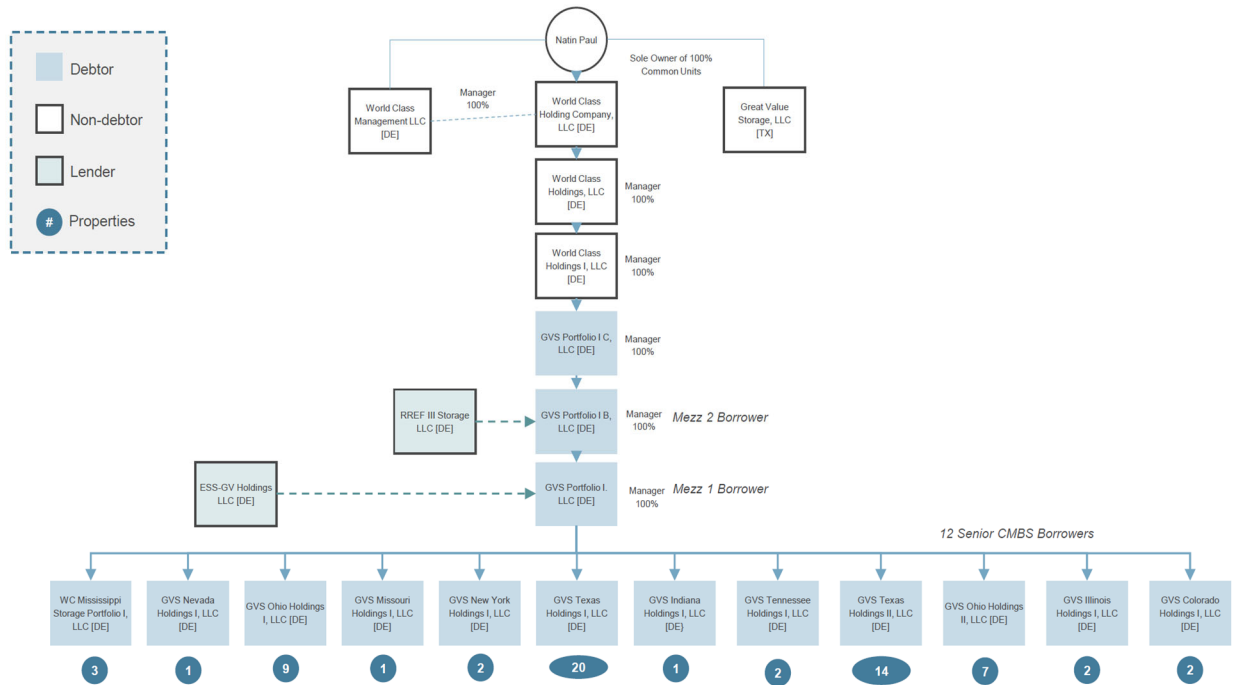 Debtor
Non-debtor
Lender
# Properties
Natin Paul
Sole Owner of 100%
Common Units
World Class
Management LLC
[DE]
Manager
100%
World Class
Holding Company,
LLC [DE]
Great Value
Storage, LLC
[TX]
World Class
Holdings, LLC
[DE]
Manager
100%
World Class
Holdings I, LLC
[DE]
Manager
100%
GVS Portfolio I C,
LLC [DE]
Manager
100%
RREF III Storage
LLC [DE]
GVS Portfolio I B,
LLC [DE]
Manager
100%
Mezz 2 Borrower
ESS-GV Holdings
LLC [DE]
GVS Portfolio I.
LLC [DE]
Manager
100%
Mezz 1 Borrower
12 Senior CMBS Borrowers
WC Mississippi
Storage Portfolio I,
LLC [DE]
GVS Nevada
Holdings I, LLC
[DE]
GVS Ohio Holdings
I, LLC [DE]
GVS Missouri
Holdings I, LLC
[DE]
GVS New York
Holdings I, LLC
[DE]
GVS Texas
Holdings I, LLC
[DE]
GVS Indiana
Holdings I, LLC
[DE)
GVS Tennessee
Holdings I, LLC
[DE]
GVS Texas
Holdings II, LLC
[DE]
GVS Ohio Holdings
II, LLC [DE]
GVS Illinois
Holdings I, LLC
[DE]
GVS Colorado
Holdings I, LLC
[DE]
3
1
9
1
2
20
1
2
14
7
2
2